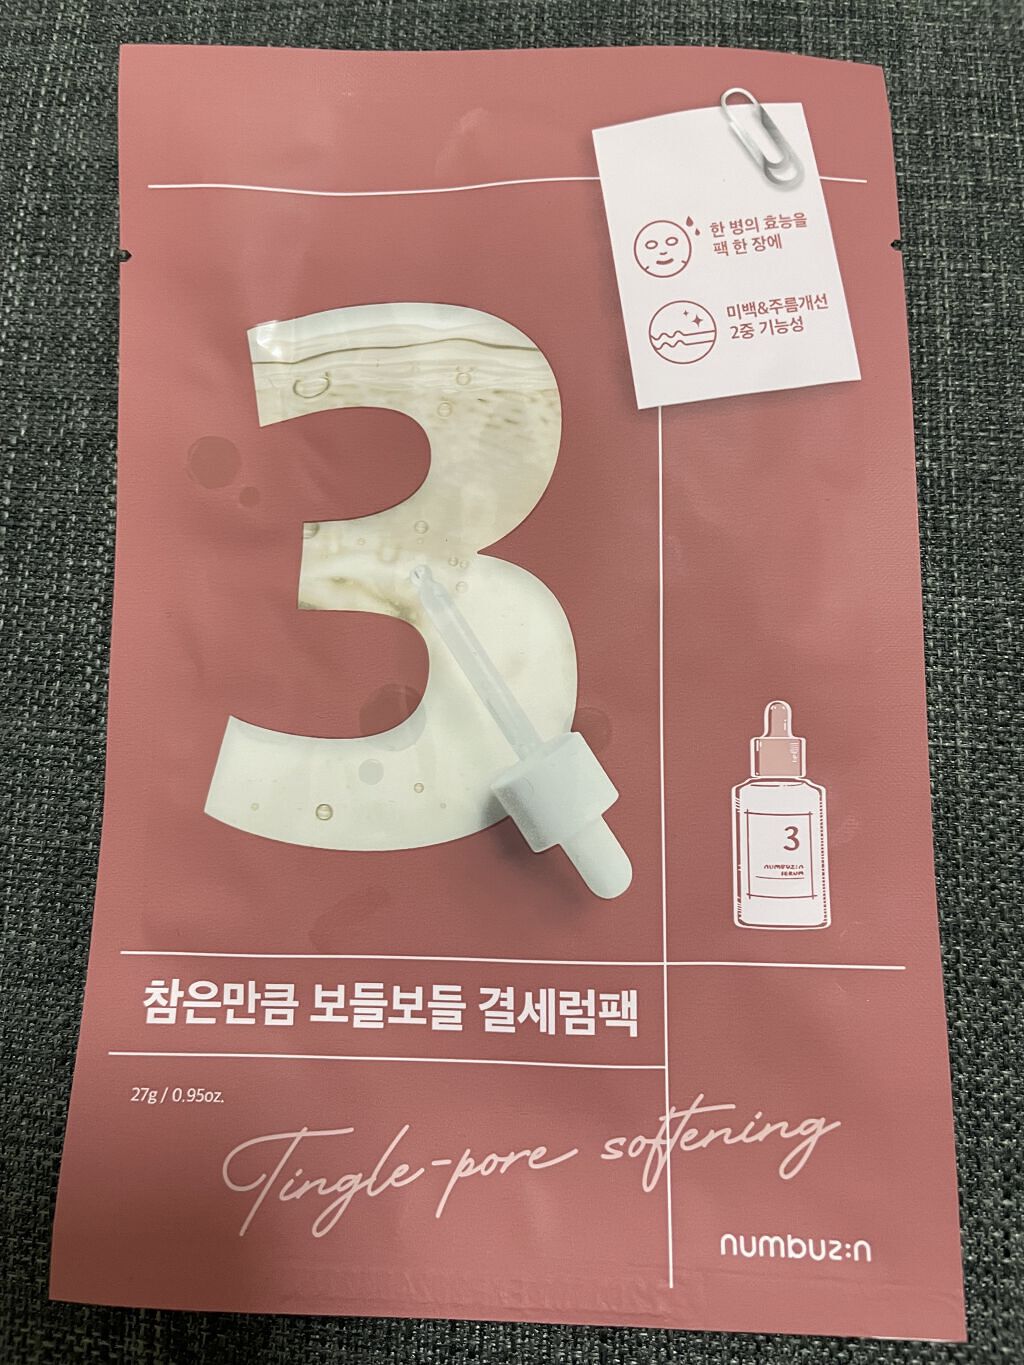 한 병의 효능을
팩 한 장에
미백&주름개선
2중 기능성
3
3
numbuz:n
SERUM
참은만큼 보들보들 결세럼팩
27g / 0.95oz.
Tingle-pore softening
numbuz:n